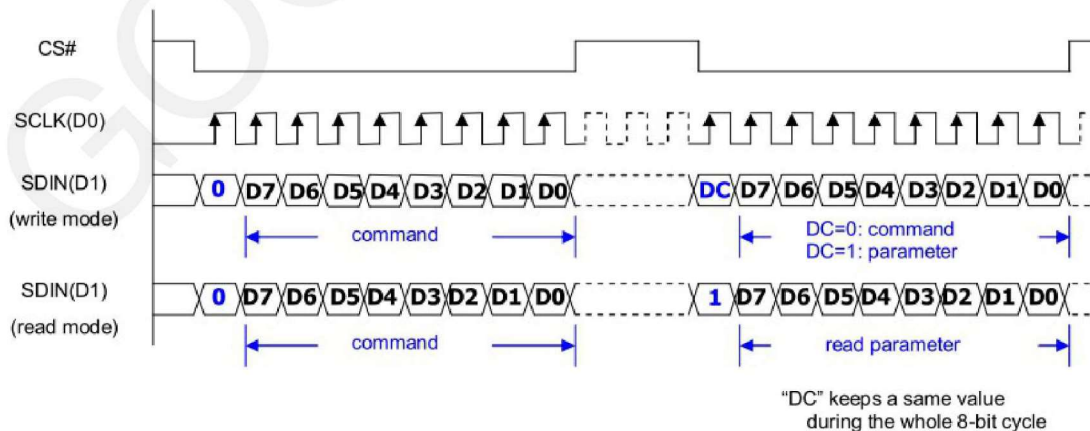 CS#
SCLK(D0)
SDIN(D1) 0 D7 D6 D5 D4 D3 D2 D1 D0 DC D7 D6 D5 D4 D3 D2 D1 D0
(write mode) command DC=0: command
DC=1: parameter
SDIN(D1) 0 D7 D6 D5 D4 D3 D2 D1 D0 1 D7 D6 D5 D4 D3 D2 D1 D0
(read mode) command read parameter
“DC” keeps a same value
during the whole 8-bit cycle